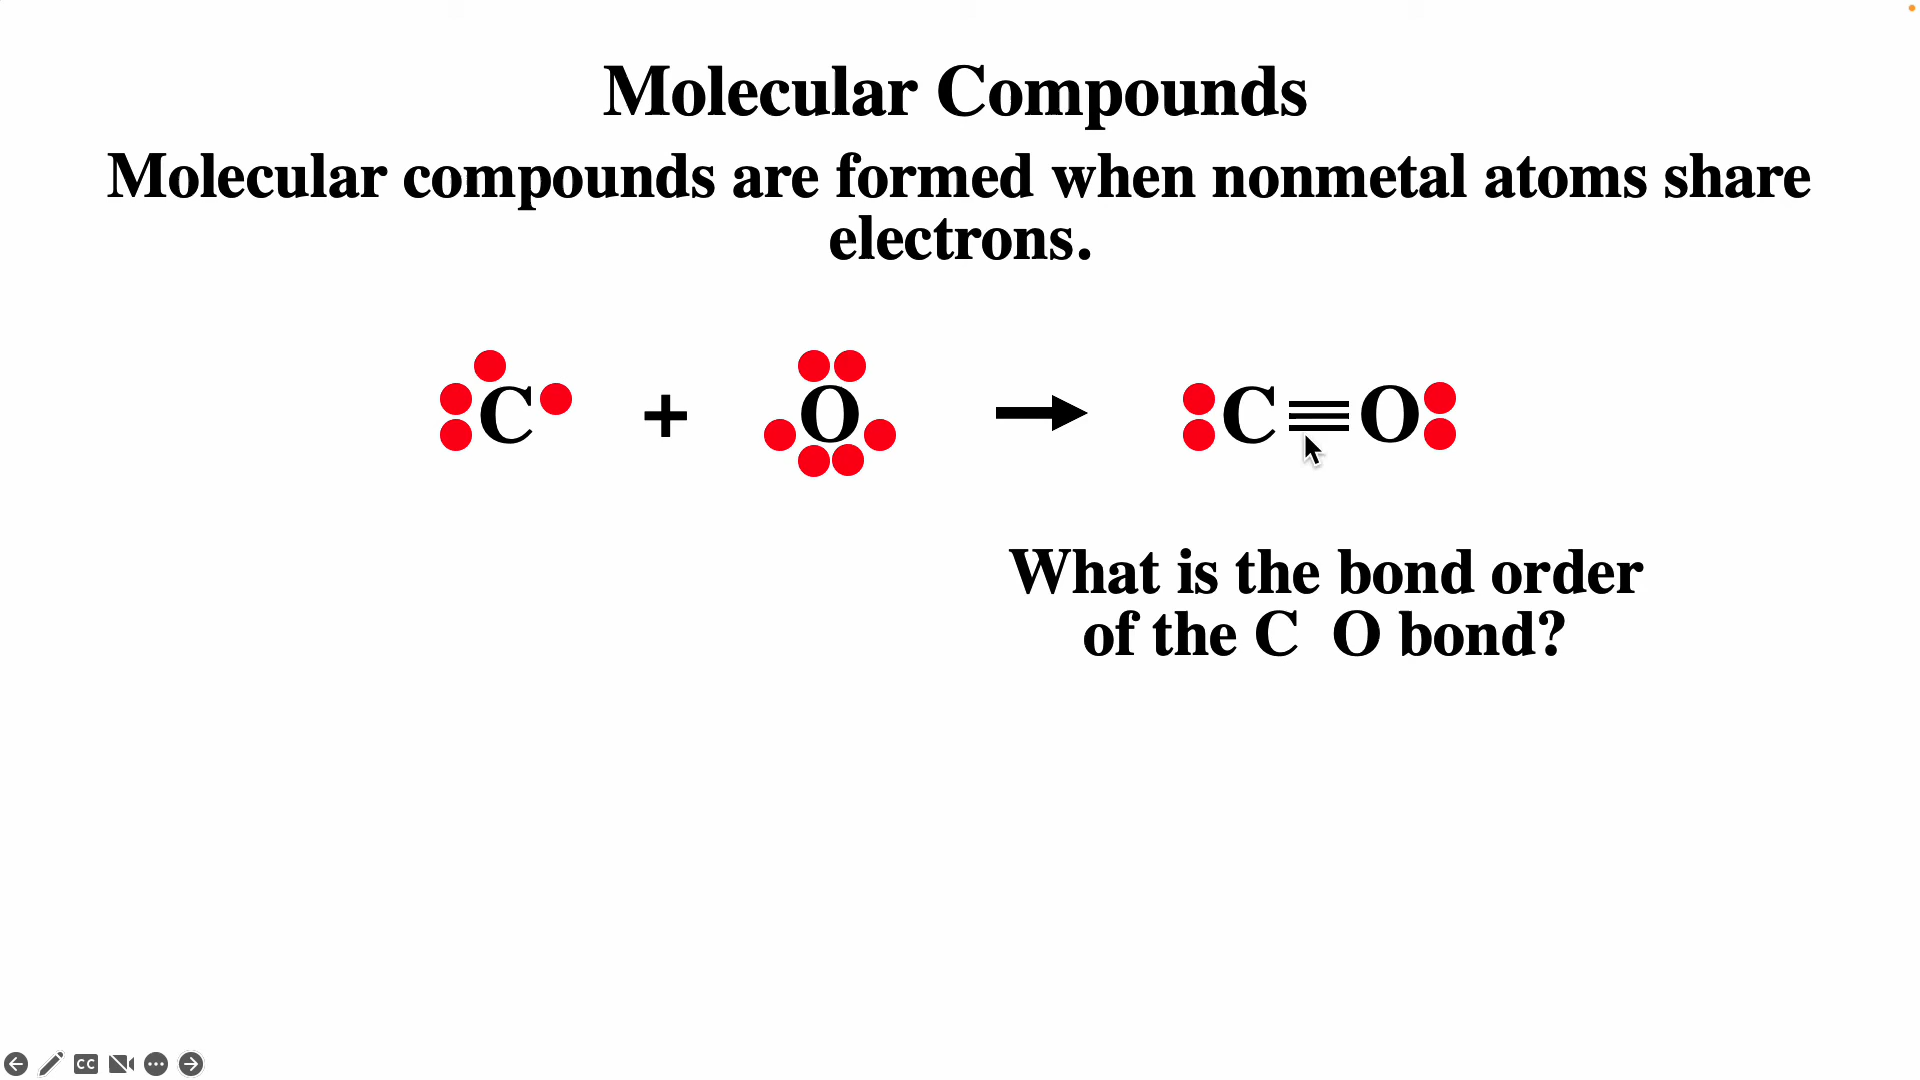 Molecular Compounds
Molecular compounds are formed when nonmetal atoms share
electrons.
C + O → C≡O
What is the bond order
of the C  O bond?
CC